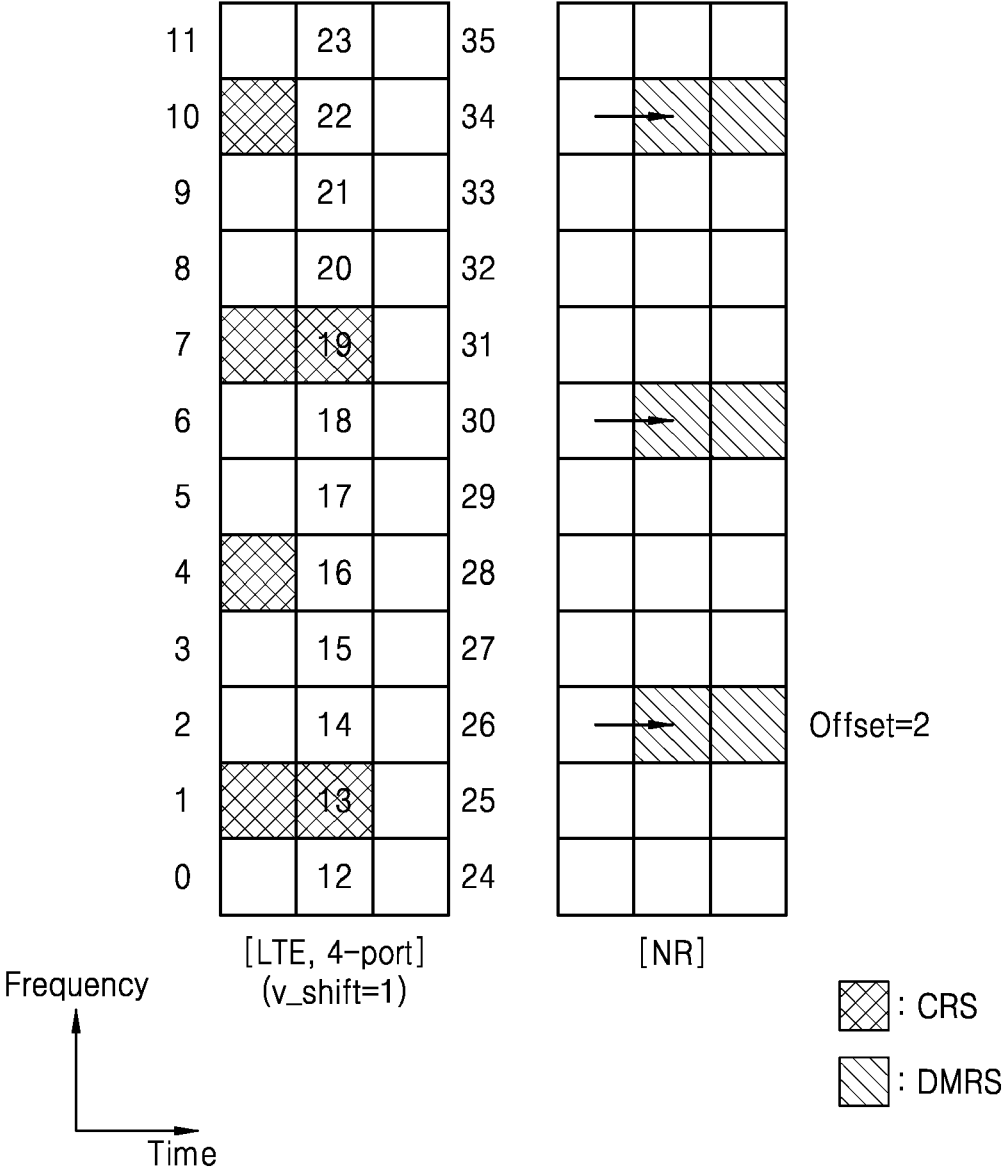 11 23 35
10 22 34
9 21 33
8 20 32
7 19 31
6 18 30
5 17 29
4 16 28
3 15 27
2 14 26 Offset=2
1 13 25
0 12 24
[LTE, 4-port] [NR]
(v_shift=1)
Frequency
Time
: CRS
: DMRS